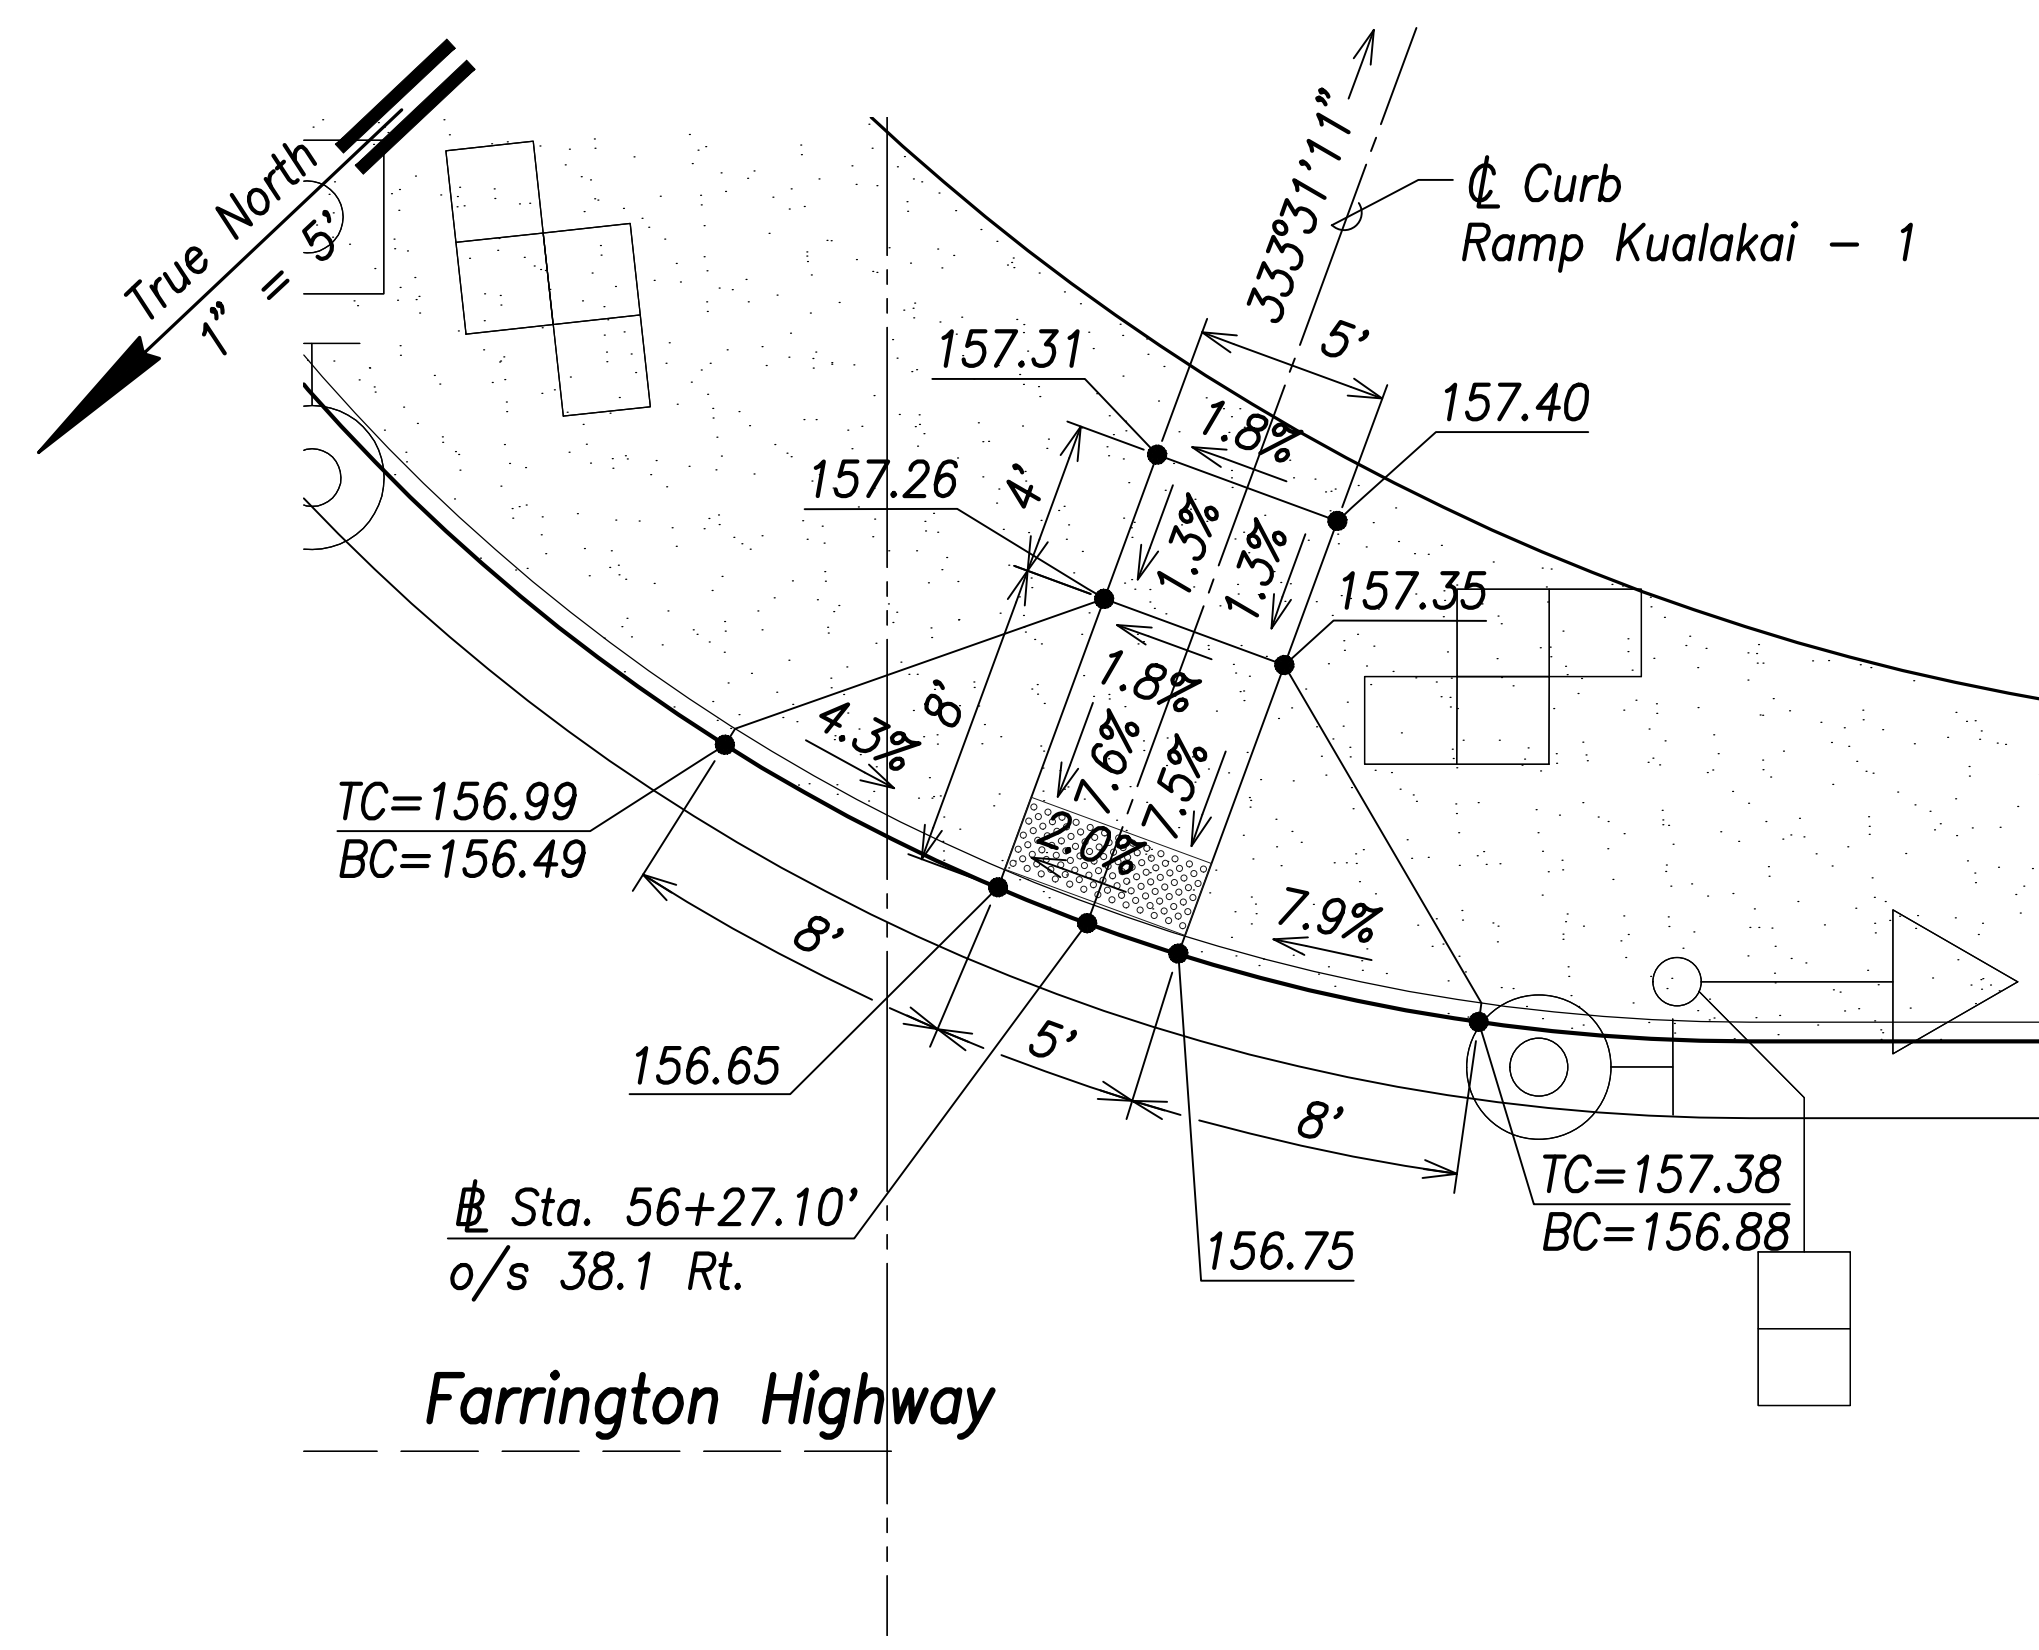 True North
1" = 5'
333°31'11"
℄ Curb
Ramp Kualakai - 1
5'
157.31
157.40
1.8%
157.26
4'
1.3%
1.3%
157.35
1.8%
8'
4.3%
7.6%
7.5%
TC=156.99
BC=156.49
2.0%
7.9%
8'
5'
156.65
8'
TC=157.38
BC=156.88
B̶L Sta. 56+27.10'
o/s 38.1 Rt.
156.75
Farrington Highway